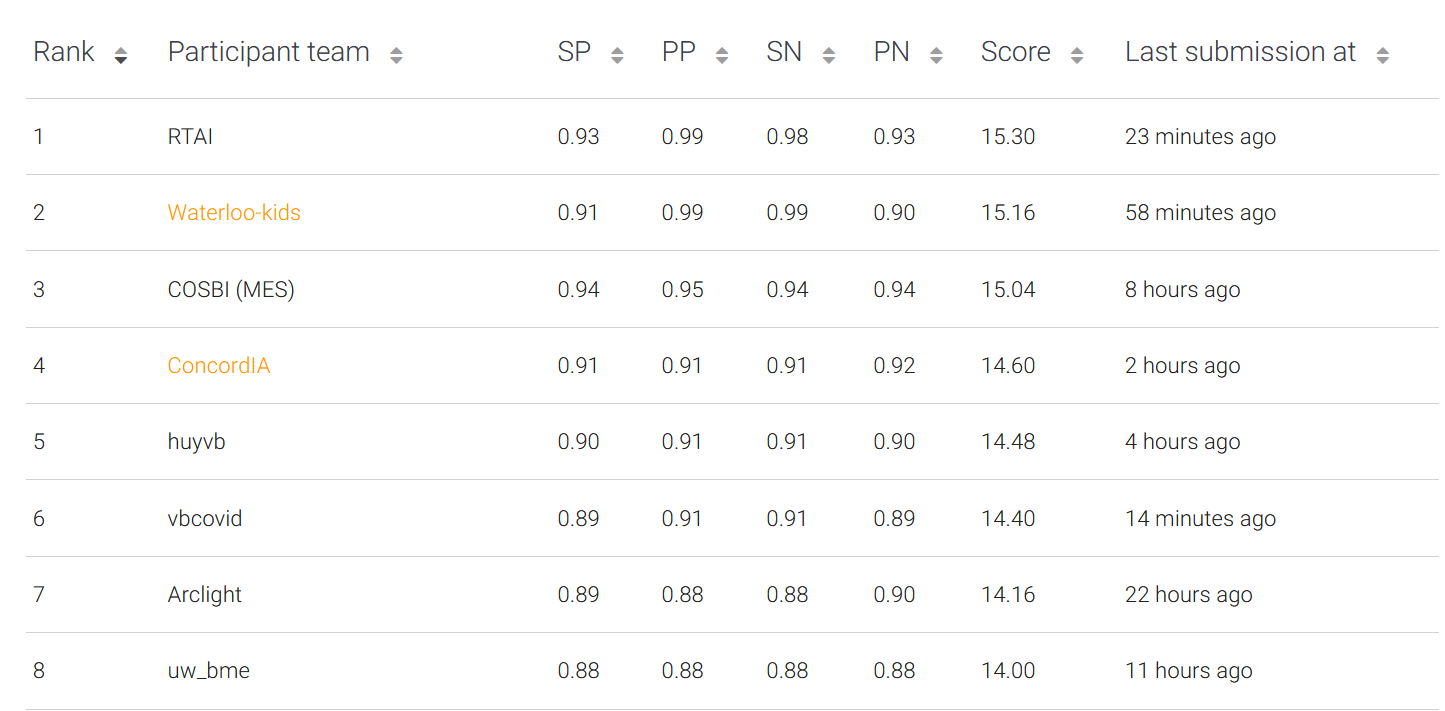 Rank Participant team SP PP SN PN Score Last submission at
1 RTAI 0.93 0.99 0.98 0.93 15.30 23 minutes ago
2 Waterloo-kids 0.91 0.99 0.99 0.90 15.16 58 minutes ago
3 COSBI (MES) 0.94 0.95 0.94 0.94 15.04 8 hours ago
4 ConcordIA 0.91 0.91 0.91 0.92 14.60 2 hours ago
5 huyvb 0.90 0.91 0.91 0.90 14.48 4 hours ago
6 vbcovid 0.89 0.91 0.91 0.89 14.40 14 minutes ago
7 Arclight 0.89 0.88 0.88 0.90 14.16 22 hours ago
8 uw_bme 0.88 0.88 0.88 0.88 14.00 11 hours ago